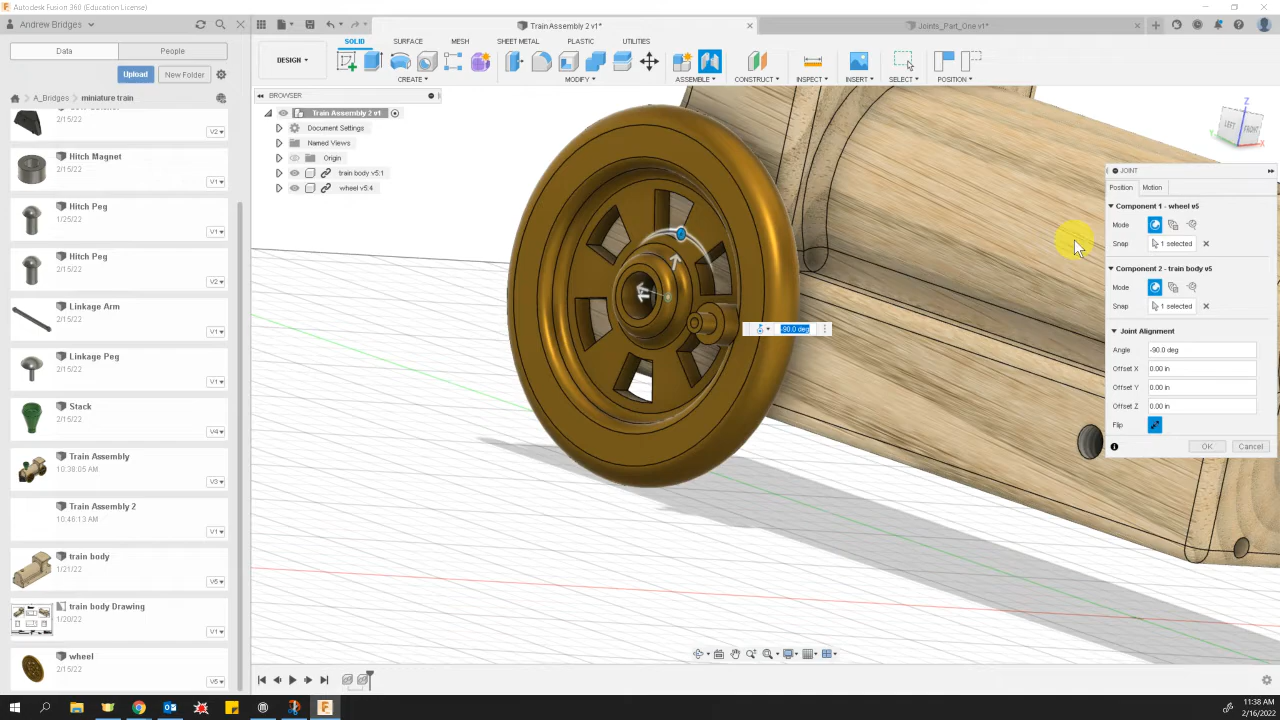 Autodesk Fusion 360 (Education License)
Andrew Bridges
Train Assembly 2 v1*
Joints_Part_One v1*
Data
People
SOLID
SURFACE
MESH
SHEET METAL
PLASTIC
UTILITIES
DESIGN
Upload
New Folder
CREATE
MODIFY
ASSEMBLE
CONSTRUCT
INSPECT
INSERT
SELECT
POSITION
A_Bridges
miniature train
BROWSER
Train Assembly 2 v1
Document Settings
Named Views
Origin
train body v5:1
wheel v5:4
2/15/22
V2
Hitch Magnet
2/15/22
V1
Hitch Peg
1/25/22
V1
Hitch Peg
2/15/22
V2
Linkage Arm
2/15/22
V1
Linkage Peg
2/15/22
V1
Stack
2/15/22
V4
Train Assembly
10:38:05 AM
V3
Train Assembly 2
10:46:13 AM
V1
train body
1/21/22
V5
train body Drawing
1/20/22
V1
wheel
2/15/22
V5
Z
LEFT
FRONT
X
-90.0 deg
JOINT
Position
Motion
Component 1 - wheel v5
Mode
Snap
1 selected
Component 2 - train body v5
Mode
Snap
1 selected
Joint Alignment
Angle
-90.0 deg
Offset X
0.00 in
Offset Y
0.00 in
Offset Z
0.00 in
Flip
OK
Cancel
11:38 AM
2/16/2022